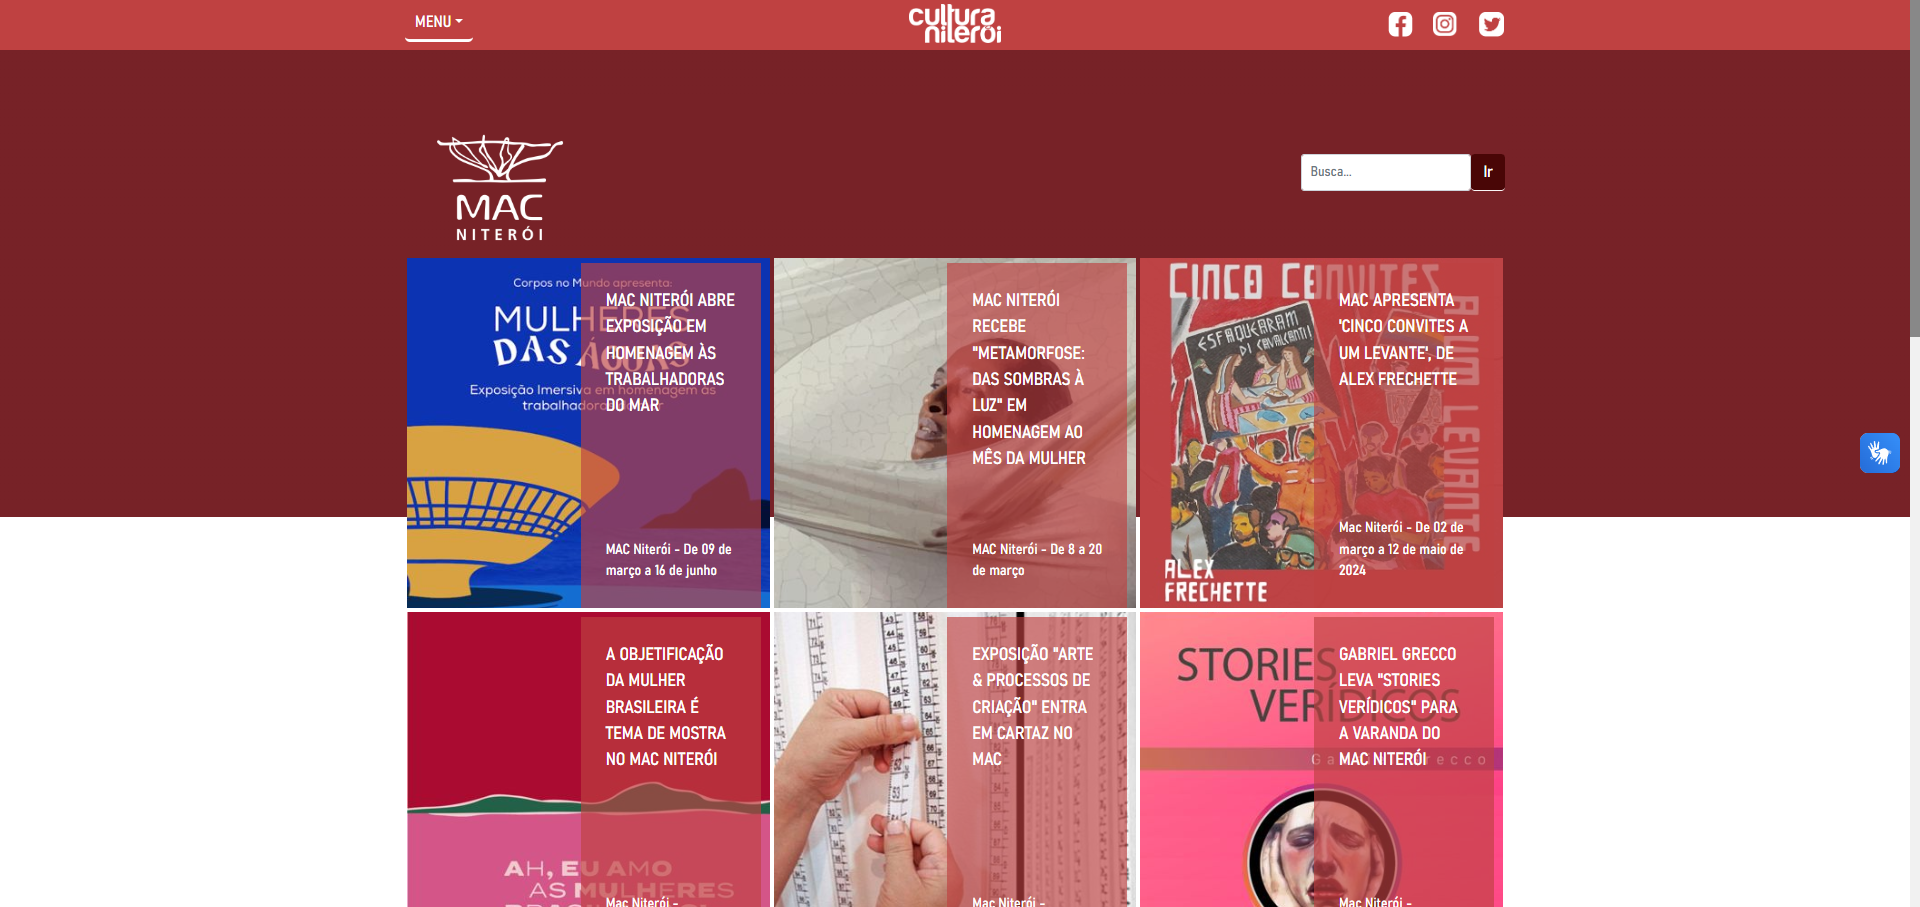 MENU
cultura
niterói
MAC
NITERÓI
Busca...
Ir
Corpos no Mundo apresenta:
MULHERES
DAS ÁGUAS
Exposição Imersiva em homenagem às
trabalhadoras do mar
MAC NITERÓI ABRE
EXPOSIÇÃO EM
HOMENAGEM ÀS
TRABALHADORAS
DO MAR
MAC Niterói - De 09 de
março a 16 de junho
MAC NITERÓI
RECEBE
"METAMORFOSE:
DAS SOMBRAS À
LUZ" EM
HOMENAGEM AO
MÊS DA MULHER
MAC Niterói - De 8 a 20
de março
CINCO CONVITES
A UM LEVANTE
ESFAQUEARAM
DI CAVALCANTI!
ALEX
FRECHETTE
MAC APRESENTA
'CINCO CONVITES A
UM LEVANTE', DE
ALEX FRECHETTE
Mac Niterói - De 02 de
março a 12 de maio de
2024
A OBJETIFICAÇÃO
DA MULHER
BRASILEIRA É
TEMA DE MOSTRA
NO MAC NITERÓI
AH, EU AMO
AS MULHERES
Mac Niterói -
EXPOSIÇÃO "ARTE
& PROCESSOS DE
CRIAÇÃO" ENTRA
EM CARTAZ NO
MAC
Mac Niterói -
STORIES
VERÍDICOS
GABRIEL GRECCO
LEVA "STORIES
VERÍDICOS" PARA
A VARANDA DO
MAC NITERÓI
Mac Niterói -